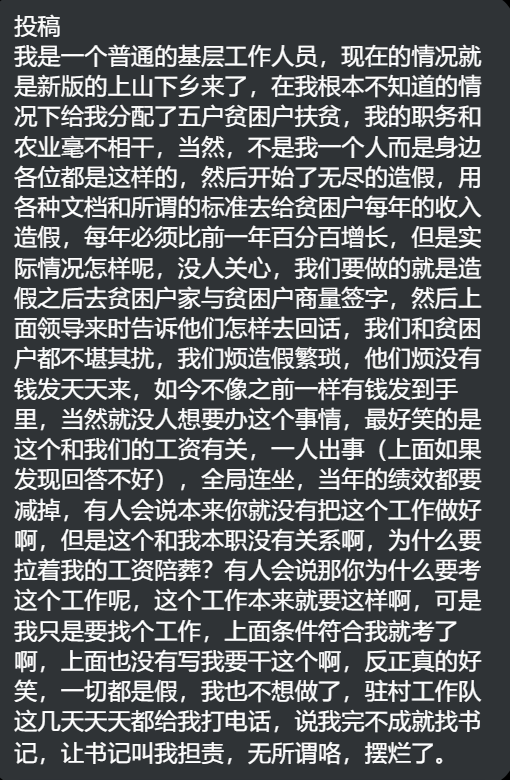 投稿
我是一个普通的基层工作人员，现在的情况就
是新版的上山下乡来了，在我根本不知道的情
况下给我分配了五户贫困户扶贫，我的职务和
农业毫不相干，当然，不是我一个人而是身边
各位都是这样的，然后开始了无尽的造假，用
各种文档和所谓的标准去给贫困户每年的收入
造假，每年必须比前一年百分百增长，但是实
际情况怎样呢，没人关心，我们要做的就是造
假之后去贫困户家与贫困户商量签字，然后上
面领导来时告诉他们怎样去回话，我们和贫困
户都不堪其扰，我们烦造假繁琐，他们烦没有
钱发天天来，如今不像之前一样有钱发到手
里，当然就没人想要办这个事情，最好笑的是
这个和我们的工资有关，一人出事（上面如果
发现回答不好），全局连坐，当年的绩效都要
减掉，有人会说本来你就没有把这个工作做好
啊，但是这个和我本职没有关系啊，为什么要
拉着我的工资陪葬？有人会说那你为什么要考
这个工作呢，这个工作本来就要这样啊，可是
我只是要找个工作，上面条件符合我就考了
啊，上面也没有写我要干这个啊，反正真的好
笑，一切都是假，我也不想做了，驻村工作队
这几天天天都给我打电话，说我完不成就找书
记，让书记叫我担责，无所谓咯，摆烂了。